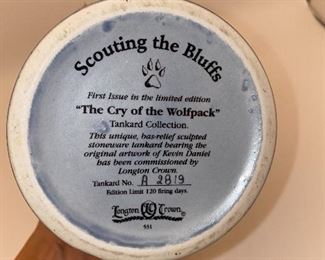 Scouting the Bluffs
First Issue in the limited edition
"The Cry of the Wolfpack"
Tankard Collection.
This unique, bas-relief sculpted
stoneware tankard bearing the
original artwork of Kevin Daniel
has been commissioned by
Longton Crown.
Tankard No. A 2819
Edition Limit 120 firing days.
Longton Crown
551